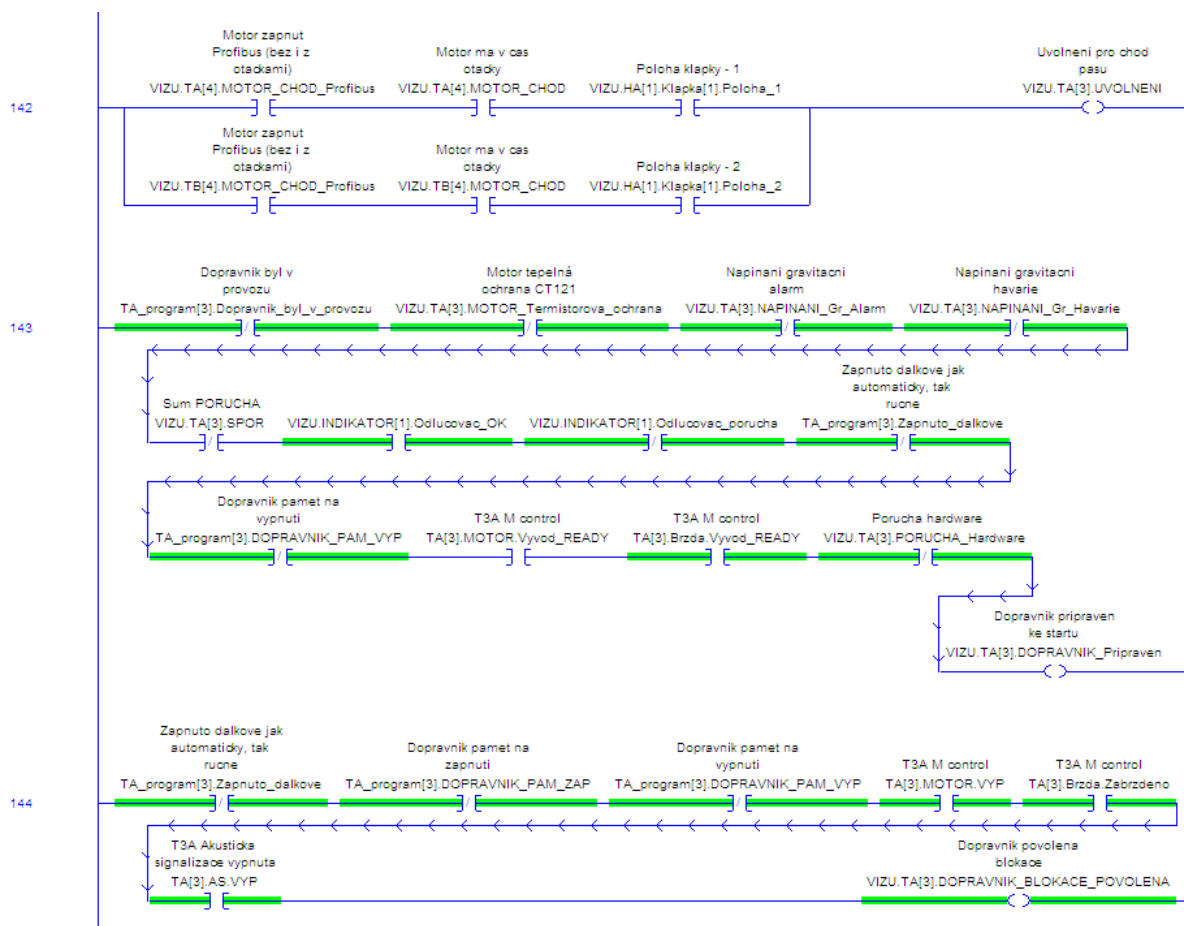 Motor zapnut
Profibus (bez i z
otackami)
VIZU.TA[4].MOTOR_CHOD_Profibus
Motor ma v cas
otacky
VIZU.TA[4].MOTOR_CHOD
Poloha klapky - 1
VIZU.HA[1].Klapka[1].Poloha_1
Uvolneni pro chod
pasu
VIZU.TA[3].UVOLNENI
142
Motor zapnut
Profibus (bez i z
otackami)
VIZU.TB[4].MOTOR_CHOD_Profibus
Motor ma v cas
otacky
VIZU.TB[4].MOTOR_CHOD
Poloha klapky - 2
VIZU.HA[1].Klapka[1].Poloha_2
Dopravnik byl v
provozu
TA_program[3].Dopravnik_byl_v_provozu
Motor tepelná
ochrana CT121
VIZU.TA[3].MOTOR_Termistorova_ochrana
Napinani gravitacni
alarm
VIZU.TA[3].NAPINANI_Gr_Alarm
Napinani gravitacni
havarie
VIZU.TA[3].NAPINANI_Gr_Havarie
143
Sum PORUCHA
VIZU.TA[3].SPOR
VIZU.INDIKATOR[1].Odlucovac_OK
VIZU.INDIKATOR[1].Odlucovac_porucha
Zapnuto dalkove jak
automaticky, tak
rucne
TA_program[3].Zapnuto_dalkove
Dopravnik pamet na
vypnuti
TA_program[3].DOPRAVNIK_PAM_VYP
T3A M control
TA[3].MOTOR.Vyvod_READY
T3A M control
TA[3].Brzda.Vyvod_READY
Porucha hardware
VIZU.TA[3].PORUCHA_Hardware
Dopravnik pripraven
ke startu
VIZU.TA[3].DOPRAVNIK_Pripraven
Zapnuto dalkove jak
automaticky, tak
rucne
TA_program[3].Zapnuto_dalkove
Dopravnik pamet na
zapnuti
TA_program[3].DOPRAVNIK_PAM_ZAP
Dopravnik pamet na
vypnuti
TA_program[3].DOPRAVNIK_PAM_VYP
T3A M control
TA[3].MOTOR.VYP
T3A M control
TA[3].Brzda.Zabrzdeno
144
T3A Akusticka
signalizace vypnuta
TA[3].AS.VYP
Dopravnik povolena
blokace
VIZU.TA[3].DOPRAVNIK_BLOKACE_POVOLENA